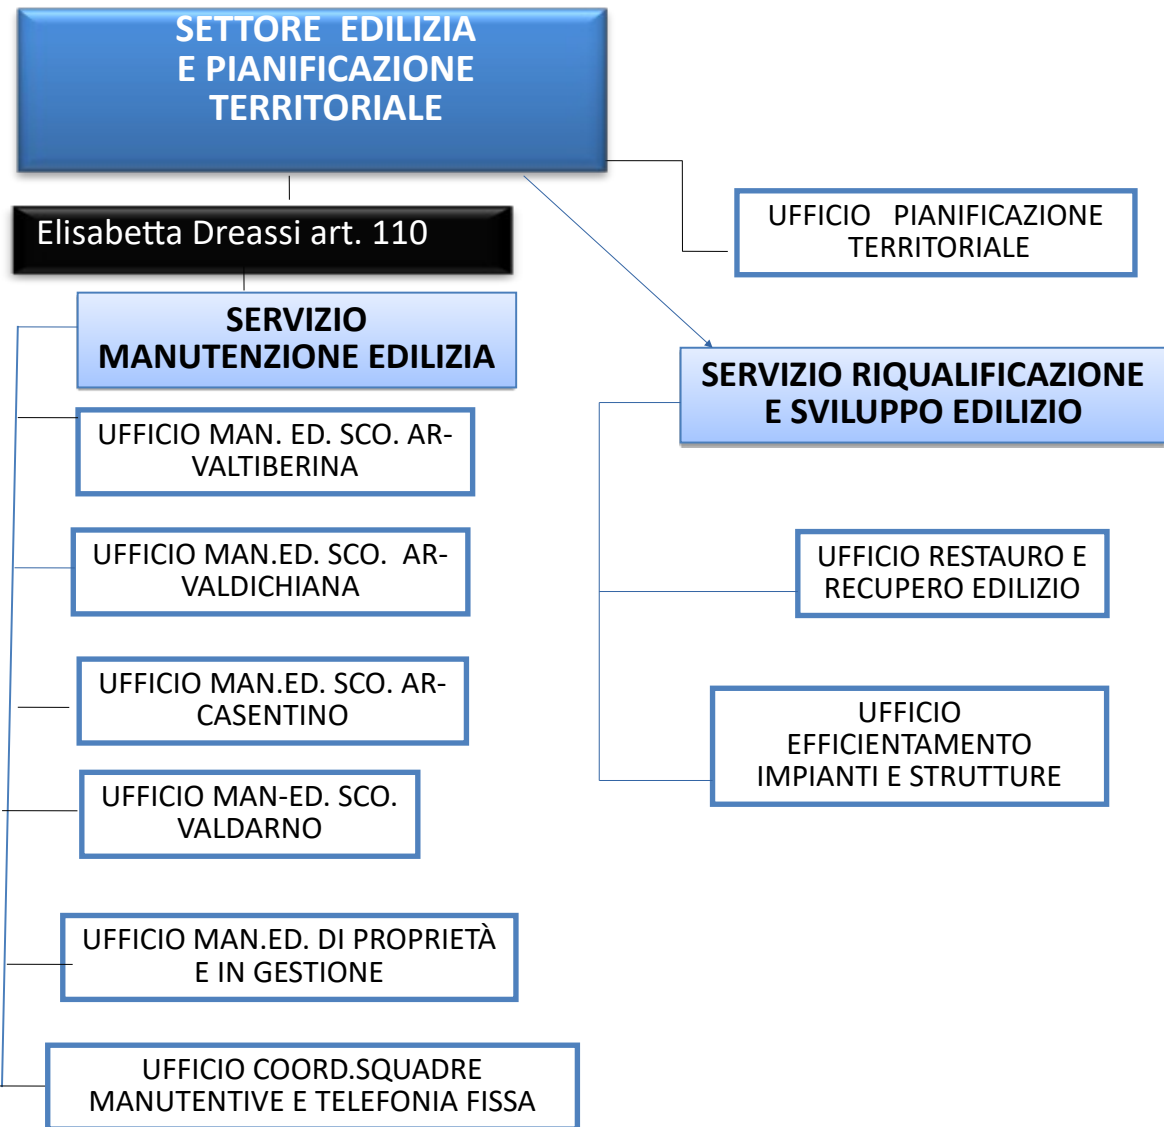 SETTORE EDILIZIA
E PIANIFICAZIONE
TERRITORIALE
Elisabetta Dreassi art. 110
UFFICIO PIANIFICAZIONE
TERRITORIALE
SERVIZIO
MANUTENZIONE EDILIZIA
UFFICIO MAN. ED. SCO. AR-
VALTIBERINA
UFFICIO MAN.ED. SCO. AR-
VALDICHIANA
UFFICIO MAN.ED. SCO. AR-
CASENTINO
UFFICIO MAN-ED. SCO.
VALDARNO
UFFICIO MAN.ED. DI PROPRIETÀ
E IN GESTIONE
UFFICIO COORD.SQUADRE
MANUTENTIVE E TELEFONIA FISSA
SERVIZIO RIQUALIFICAZIONE
E SVILUPPO EDILIZIO
UFFICIO RESTAURO E
RECUPERO EDILIZIO
UFFICIO
EFFICIENTAMENTO
IMPIANTI E STRUTTURE